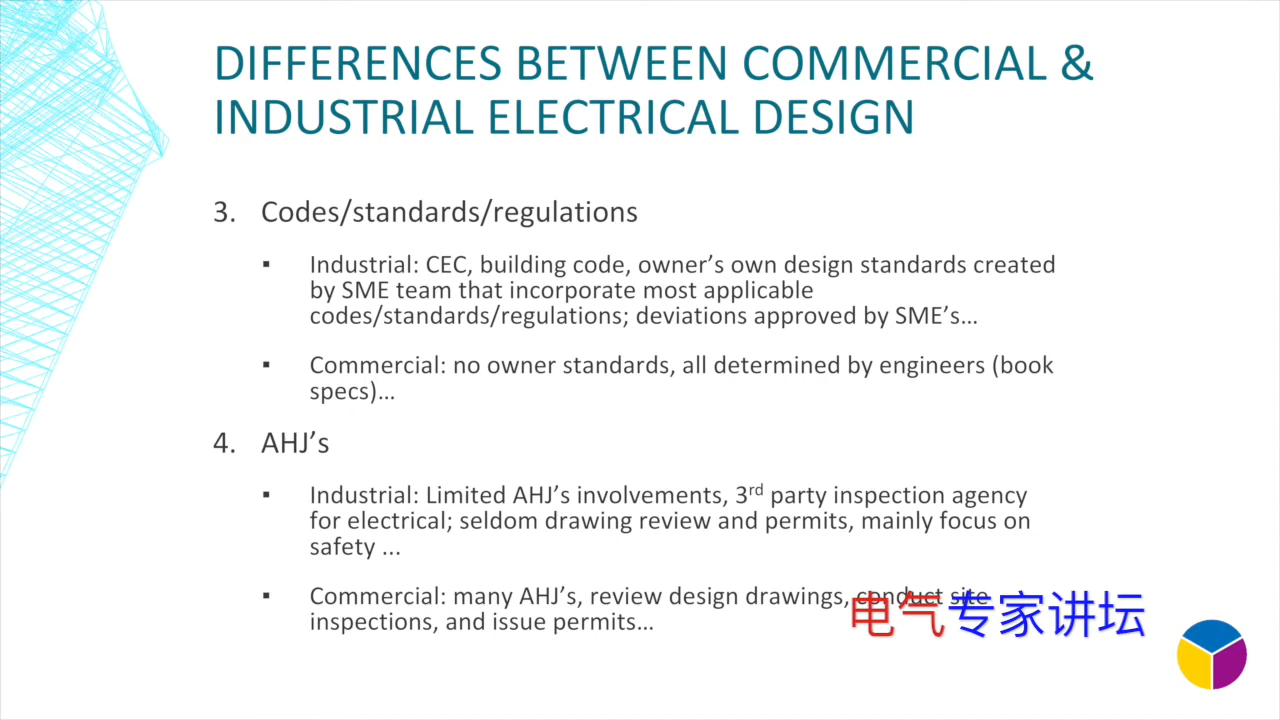 DIFFERENCES BETWEEN COMMERCIAL &
INDUSTRIAL ELECTRICAL DESIGN
3. Codes/standards/regulations
▪ Industrial: CEC, building code, owner’s own design standards created
by SME team that incorporate most applicable
codes/standards/regulations; deviations approved by SME’s…
▪ Commercial: no owner standards, all determined by engineers (book
specs)…
4. AHJ’s
▪ Industrial: Limited AHJ’s involvements, 3rd party inspection agency
for electrical; seldom drawing review and permits, mainly focus on
safety ...
▪ Commercial: many AHJ’s, review design drawings, conduct site
inspections, and issue permits…
电气专家讲坛